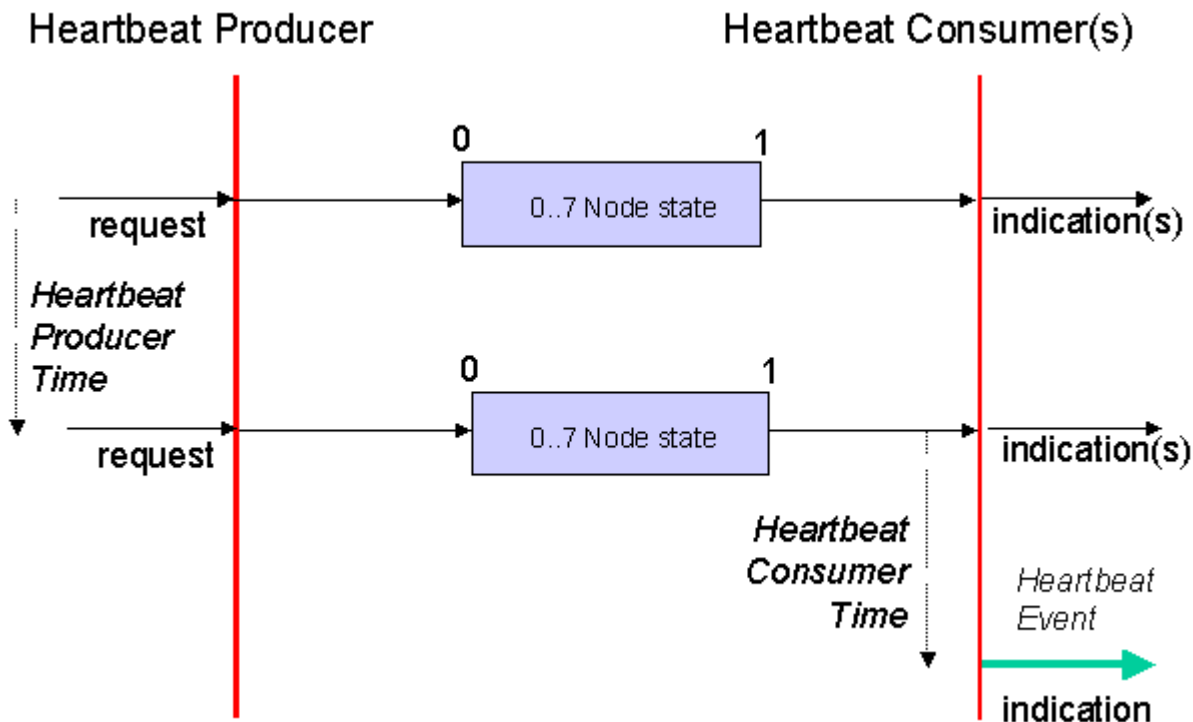 Heartbeat Producer
Heartbeat Consumer(s)
0
1
0..7 Node state
request
indication(s)
Heartbeat
Producer
Time
0
1
0..7 Node state
request
indication(s)
Heartbeat
Consumer
Time
Heartbeat
Event
indication